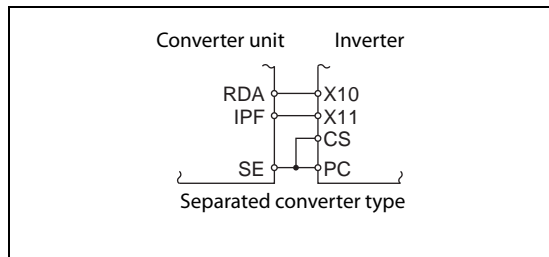 Converter unit Inverter
RDA X10
IPF X11
CS
SE PC
Separated converter type